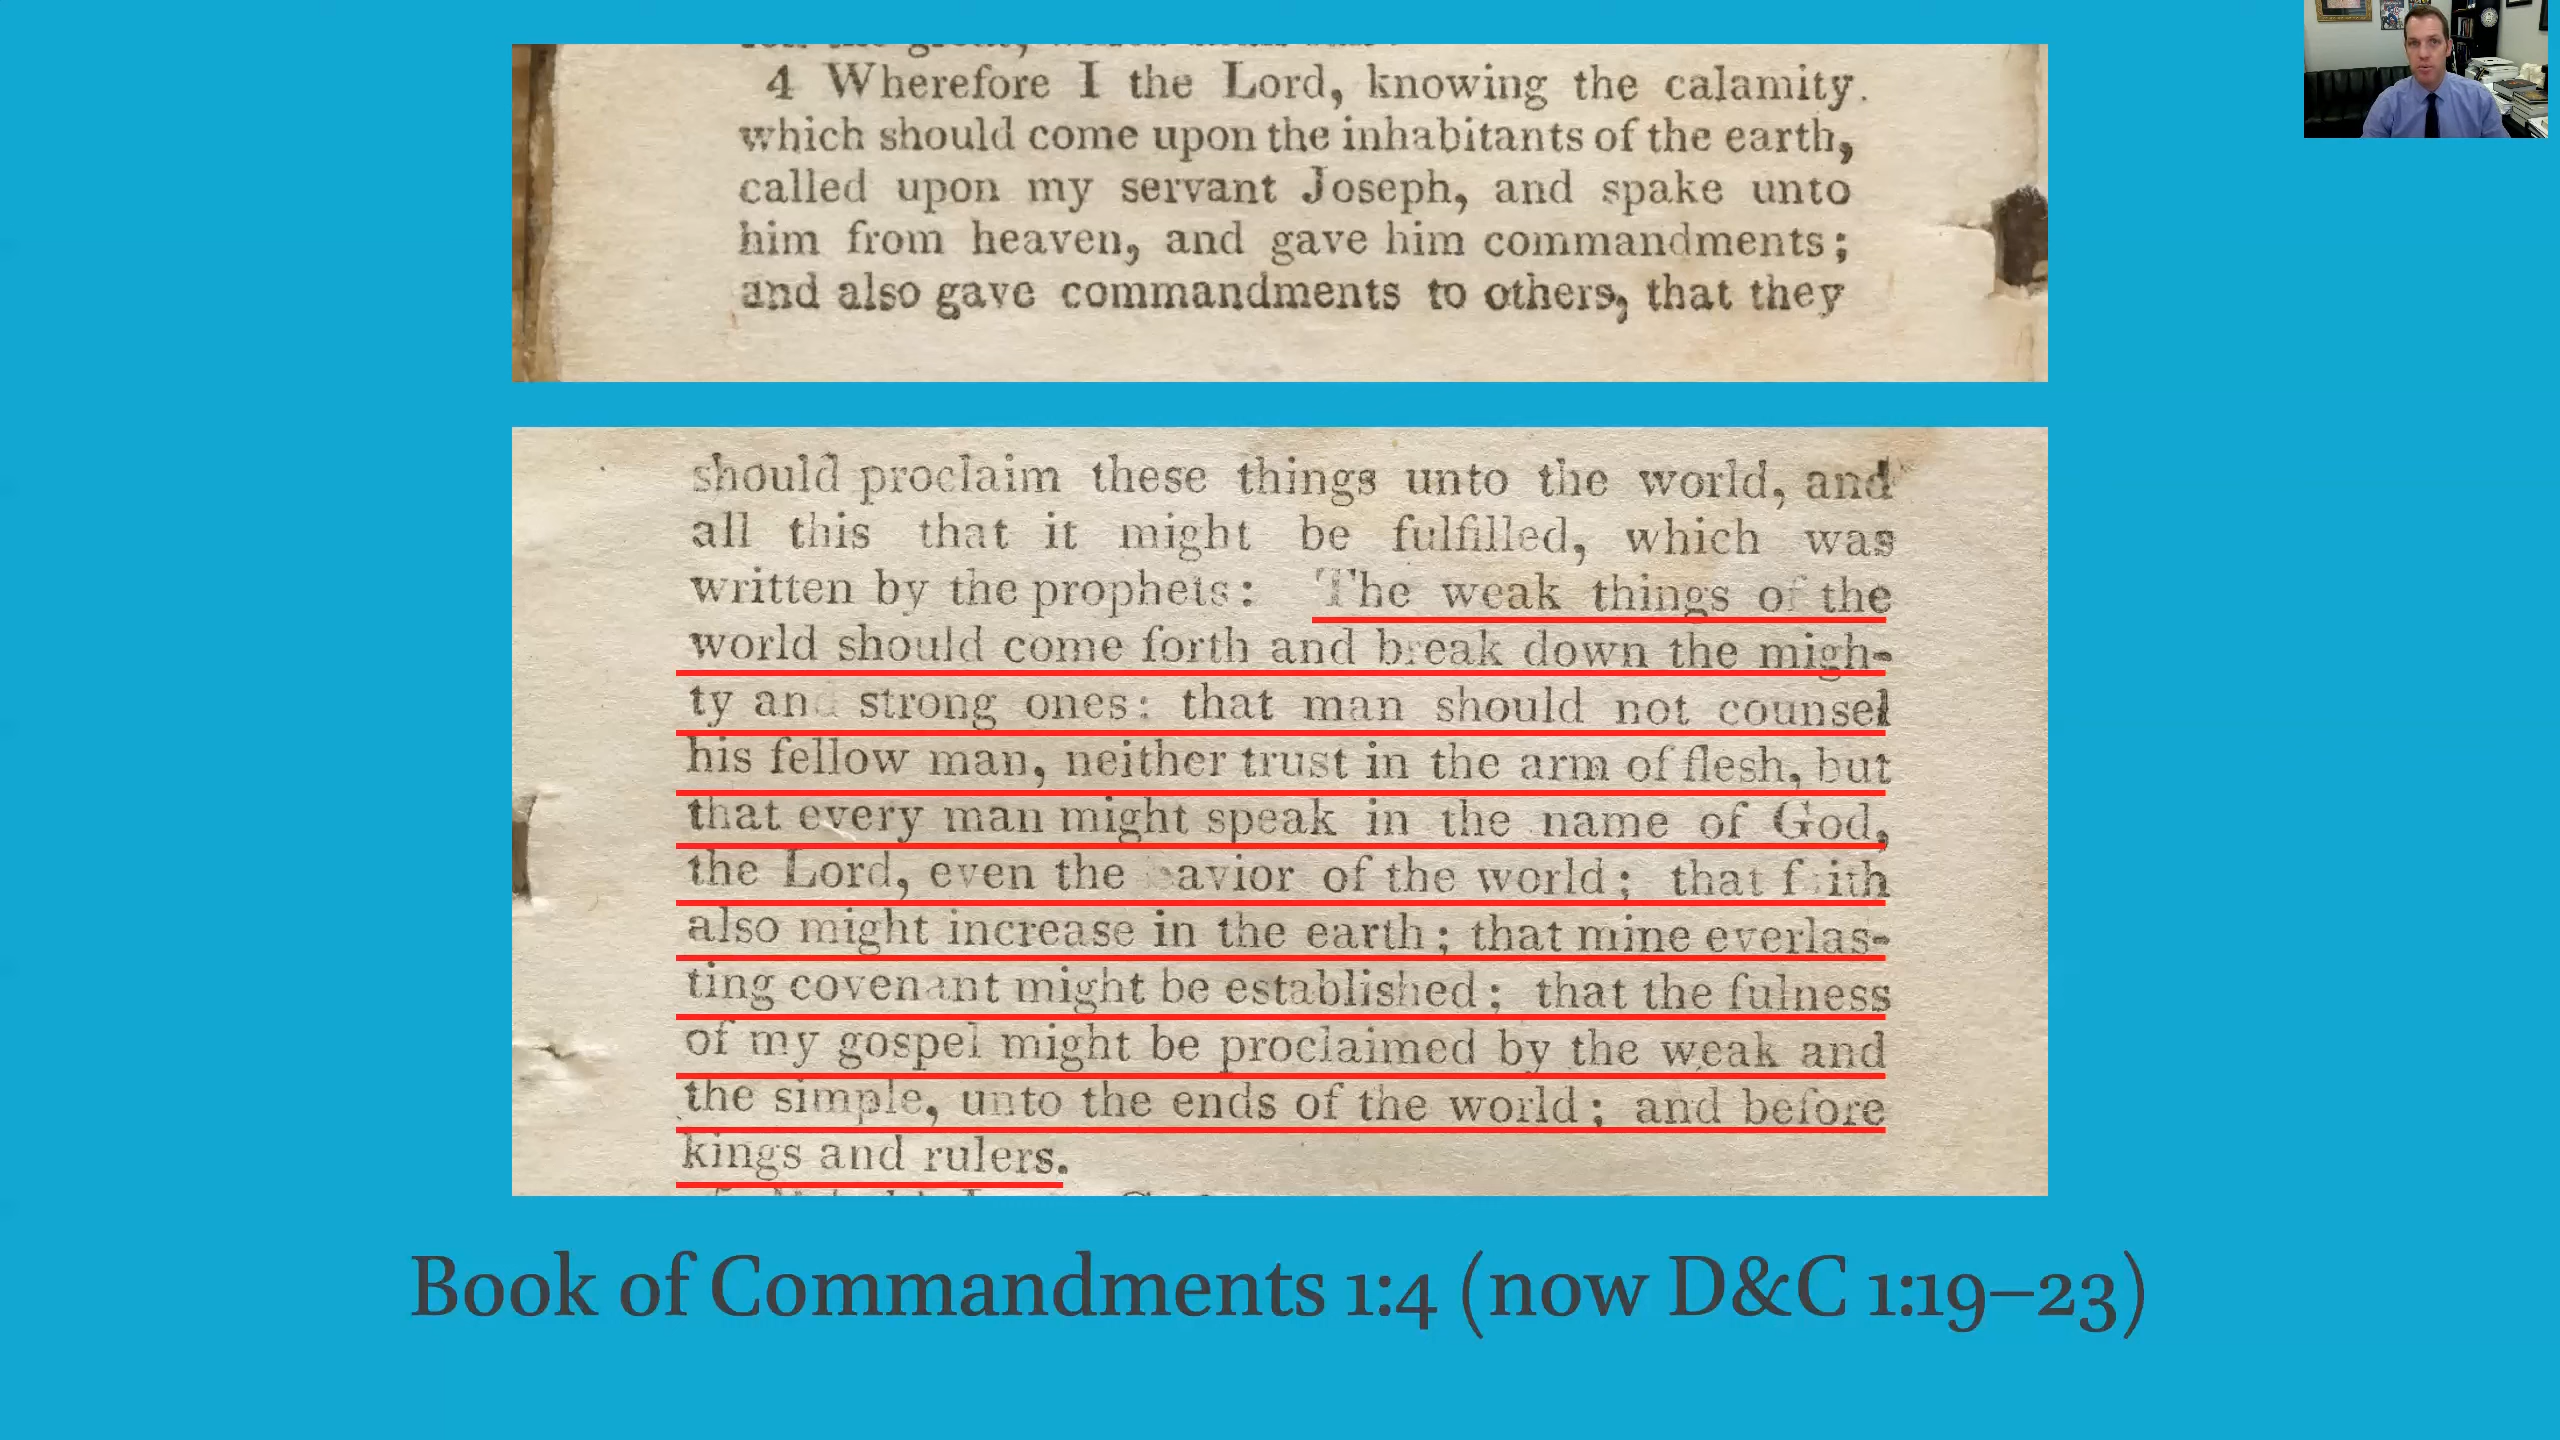 4 Wherefore I the Lord, knowing the calamity.
which should come upon the inhabitants of the earth,
called upon my servant Joseph, and spake unto
him from heaven, and gave him commandments;
and also gave commandments to others, that they
should proclaim these things unto the world, and
all this that it might be fulfilled, which was
written by the prophets: The weak things of the
world should come forth and break down the migh-
ty and strong ones: that man should not counsel
his fellow man, neither trust in the arm of flesh, but
that every man might speak in the name of God,
the Lord, even the avior of the world; that f ith
also might increase in the earth; that mine everlas-
ting covenant might be established; that the fulness
of my gospel might be proclaimed by the weak and
the simple, unto the ends of the world; and before
kings and rulers.
Book of Commandments 1:4 (now D&C 1:19–23)